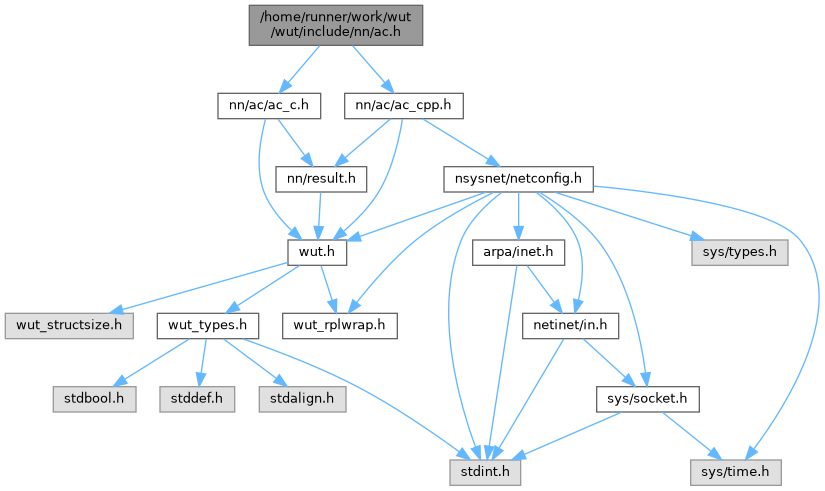 /home/runner/work/wut
/wut/include/nn/ac.h
nn/ac/ac_c.h
nn/ac/ac_cpp.h
nn/result.h
nsysnet/netconfig.h
wut.h
arpa/inet.h
sys/types.h
wut_structsize.h
wut_types.h
wut_rplwrap.h
netinet/in.h
stdbool.h
stddef.h
stdalign.h
sys/socket.h
stdint.h
sys/time.h